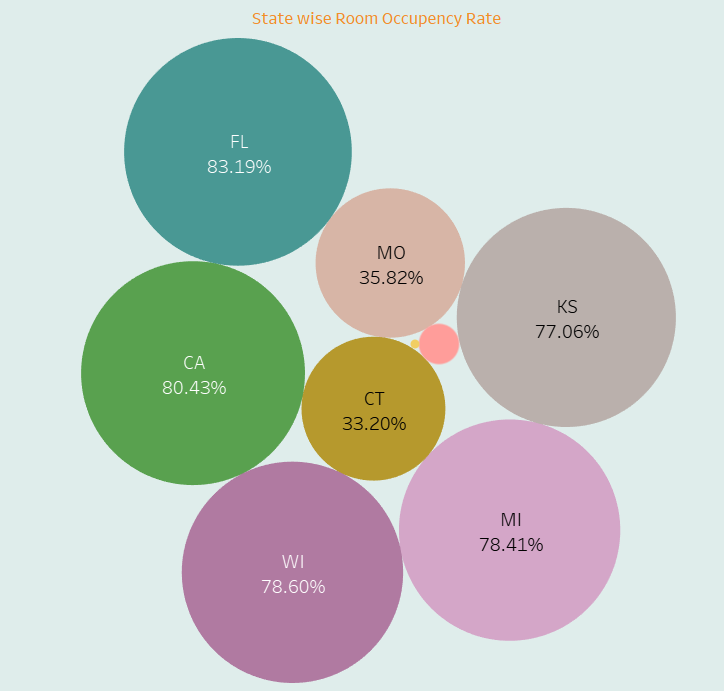 State wise Room Occupency Rate
FL
83.19%
MO
35.82%
KS
77.06%
CA
80.43%
CT
33.20%
MI
78.41%
WI
78.60%